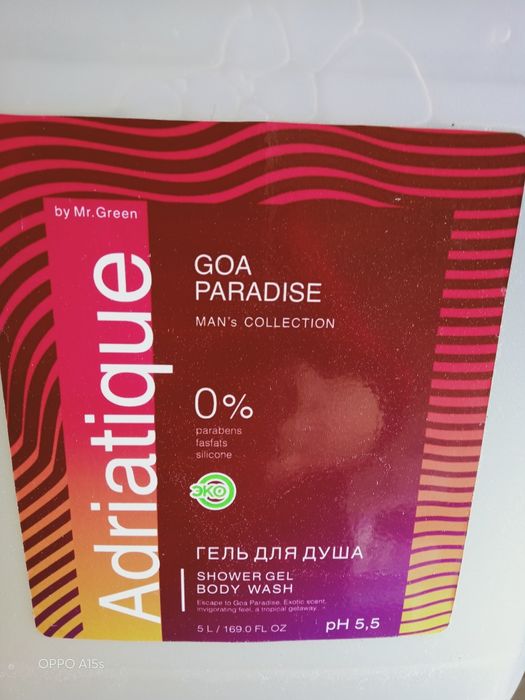 by Mr.Green
Adriatique
GOA
PARADISE
MAN's COLLECTION
0%
parabens
fasfats
silicone
ЭКО
ГЕЛЬ ДЛЯ ДУША
SHOWER GEL
BODY WASH
Escape to Goa Paradise. Exotic scent,
invigorating feel, a tropical getaway.
5 L / 169.0 FL OZ
pH 5,5
OPPO A15s